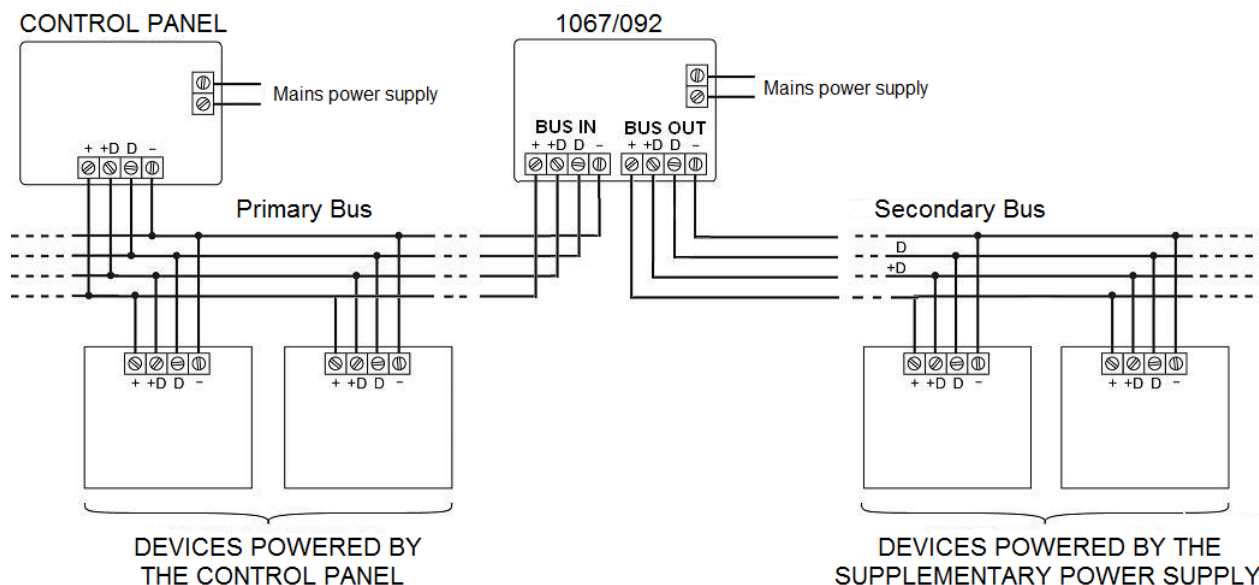 CONTROL PANEL
1067/092
Mains power supply
Mains power supply
BUS IN BUS OUT
+ +D D -
+ +D D - + +D D -
Primary Bus
Secondary Bus
D
+D
+ +D D - + +D D -
+ +D D - + +D D -
DEVICES POWERED BY
THE CONTROL PANEL
DEVICES POWERED BY THE
SUPPLEMENTARY POWER SUPPLY